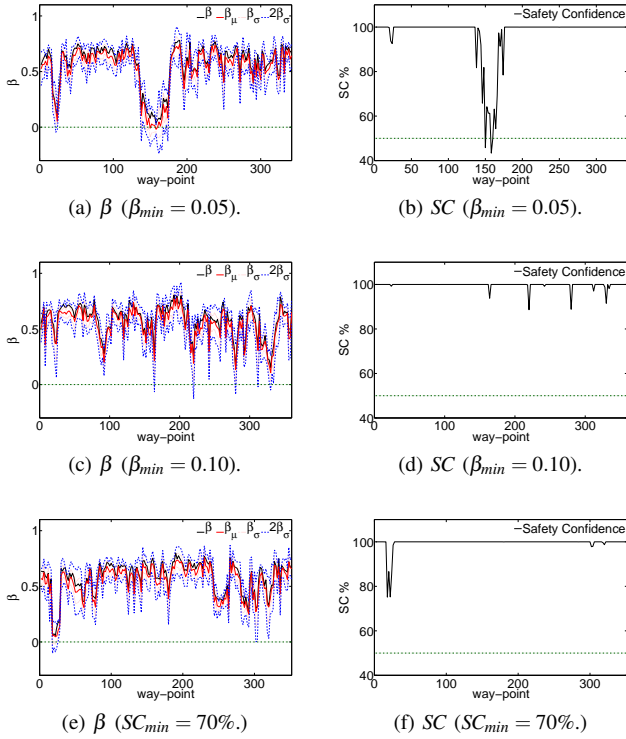 β β_μ β_σ 2β_σ
1
0.5
0
β
0 100 200 300
way−point
(a) β (β_min = 0.05).
Safety Confidence
100
80
60
40
SC %
0 100 200 300
way−point
(b) SC (β_min = 0.05).
β β_μ β_σ 2β_σ
1
0.5
0
β
0 100 200 300
way−point
(c) β (β_min = 0.10).
Safety Confidence
100
80
60
40
SC %
0 100 200 300
way−point
(d) SC (β_min = 0.10).
β β_μ β_σ 2β_σ
1
0.5
0
β
0 100 200 300
way−point
(e) β (SC_min = 70%.)
Safety Confidence
100
80
60
40
SC %
0 100 200 300
way−point
(f) SC (SC_min = 70%.)